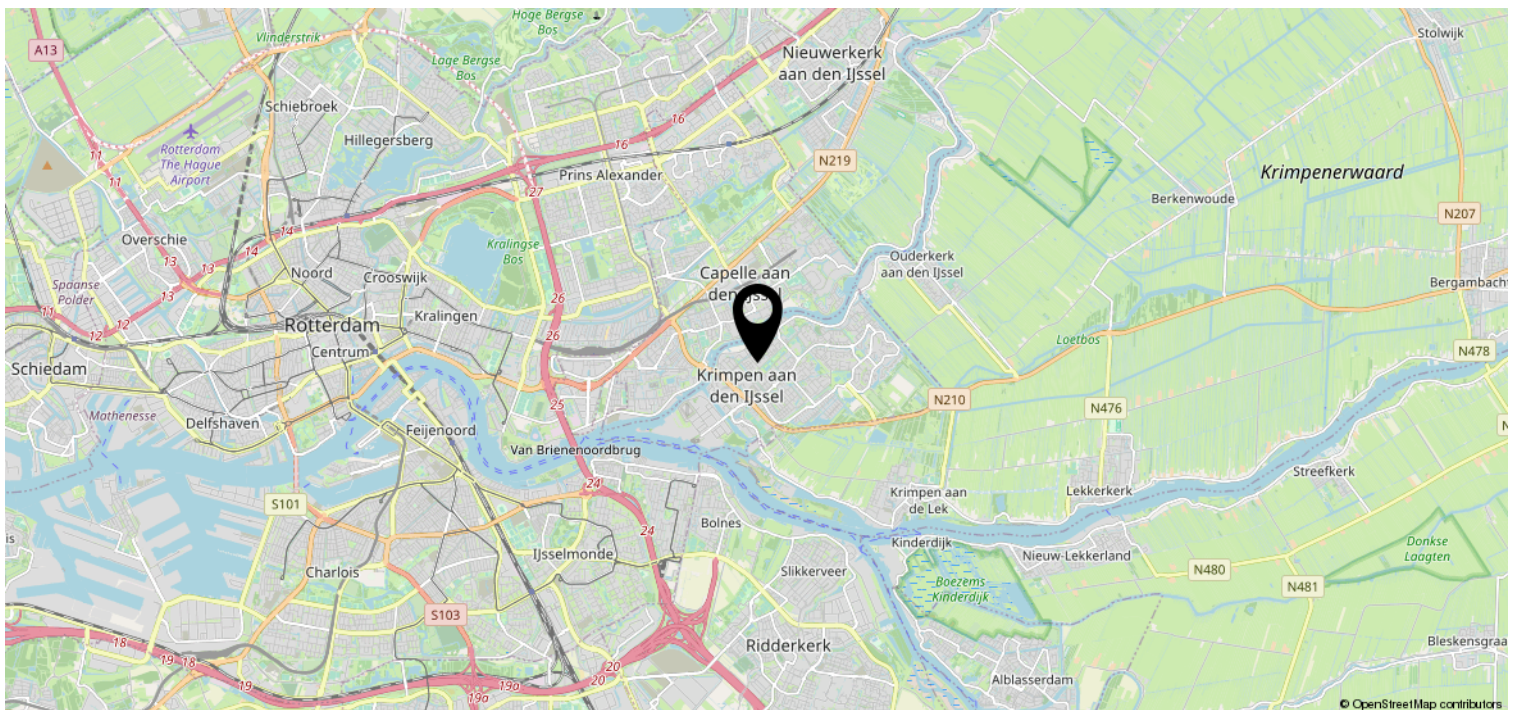 Hoge Bergse
Bos
Stolwijk
A13
Vlinderstrik
Nieuwerkerk
aan den IJssel
Lage Bergse
Bos
Schiebroek
16
Hillegersberg
16
Rotterdam
The Hague
Airport
11
11
N219
Prins Alexander
27
Krimpenerwaard
Berkenwoude
N207
Overschie
14
14
Kralingse
Bos
13
13
13
Noord
Crooswijk
Capelle aan
den IJssel
Ouderkerk
aan den IJssel
Bergambacht
Spaanse
Polder
26
26
11
12
12
Rotterdam
Kralingen
Centrum
Loetbos
N478
Schiedam
Krimpen aan
den IJssel
N210
N476
25
Mathenesse
Delfshaven
Feijenoord
Van Brienenoordbrug
24
Streefkerk
S101
Krimpen aan
de Lek
Lekkerkerk
Bolnes
24
Kinderdijk
Nieuw-Lekkerland
Donkse
Laagten
IJsselmonde
Charlois
Slikkerveer
Boezems
Kinderdijk
N480
N481
S103
18
18
19
19
19a
19a
20
20
Ridderkerk
Bleskensgraa
Alblasserdam
© OpenStreetMap contributors